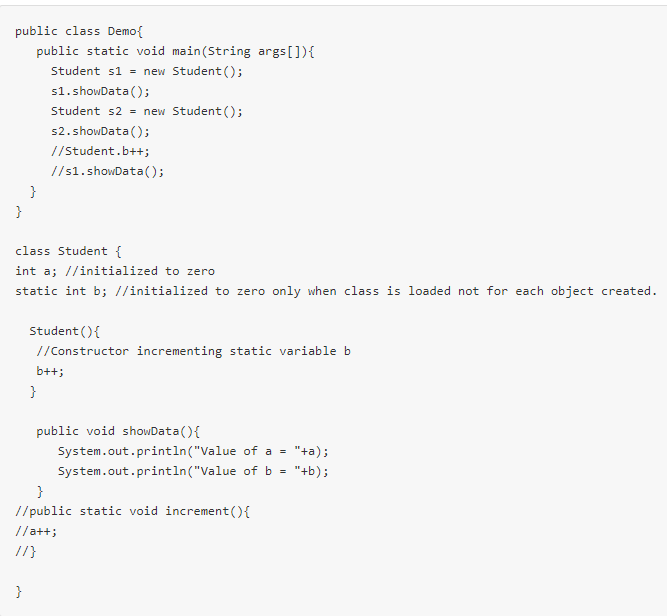 public class Demo{
   public static void main(String args[]){
     Student s1 = new Student();
     s1.showData();
     Student s2 = new Student();
     s2.showData();
     //Student.b++;
     //s1.showData();
  }
}

class Student {
int a; //initialized to zero
static int b; //initialized to zero only when class is loaded not for each object created.

  Student(){
   //Constructor incrementing static variable b
   b++;
  }

   public void showData(){
      System.out.println("Value of a = "+a);
      System.out.println("Value of b = "+b);
   }
//public static void increment(){
//a++;
//}

}